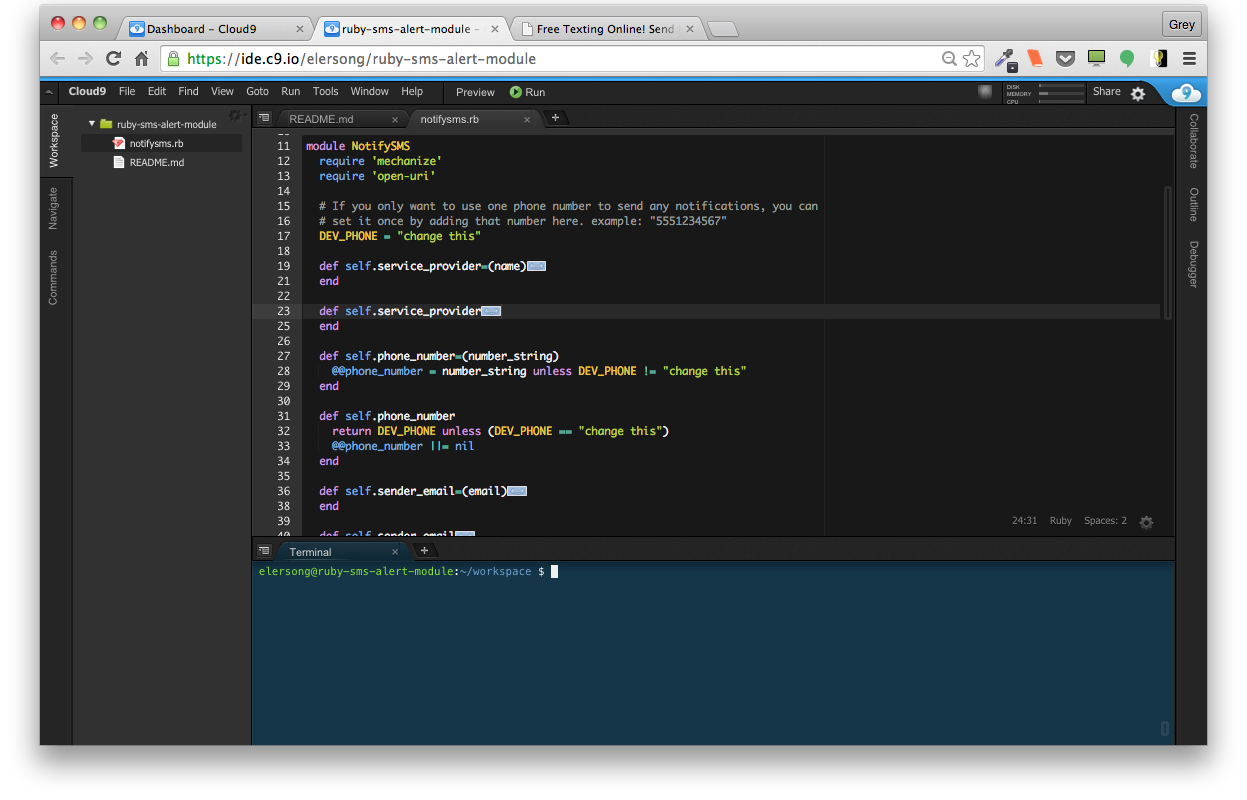 Dashboard - Cloud9
ruby-sms-alert-module -
Free Texting Online! Send
Grey
https://ide.c9.io/elersong/ruby-sms-alert-module
Cloud9 File Edit Find View Goto Run Tools Window Help Preview Run
DISK
MEMORY
CPU
Share
Workspace
Navigate
Commands
ruby-sms-alert-module
notifysms.rb
README.md
README.md
notifysms.rb
11 module NotifySMS
12 require 'mechanize'
13 require 'open-uri'
14
15 # If you only want to use one phone number to send any notifications, you can
16 # set it once by adding that number here. example: "5551234567"
17 DEV_PHONE = "change this"
18
19 def self.service_provider=(name)
21 end
22
23 def self.service_provider
25 end
26
27 def self.phone_number=(number_string)
28 @@phone_number = number_string unless DEV_PHONE != "change this"
29 end
30
31 def self.phone_number
32 return DEV_PHONE unless (DEV_PHONE == "change this")
33 @@phone_number ||= nil
34 end
35
36 def self.sender_email=(email)
38 end
39
40 def self.sender_email
24:31 Ruby Spaces: 2
Collaborate
Outline
Debugger
Terminal
elersong@ruby-sms-alert-module:~/workspace $